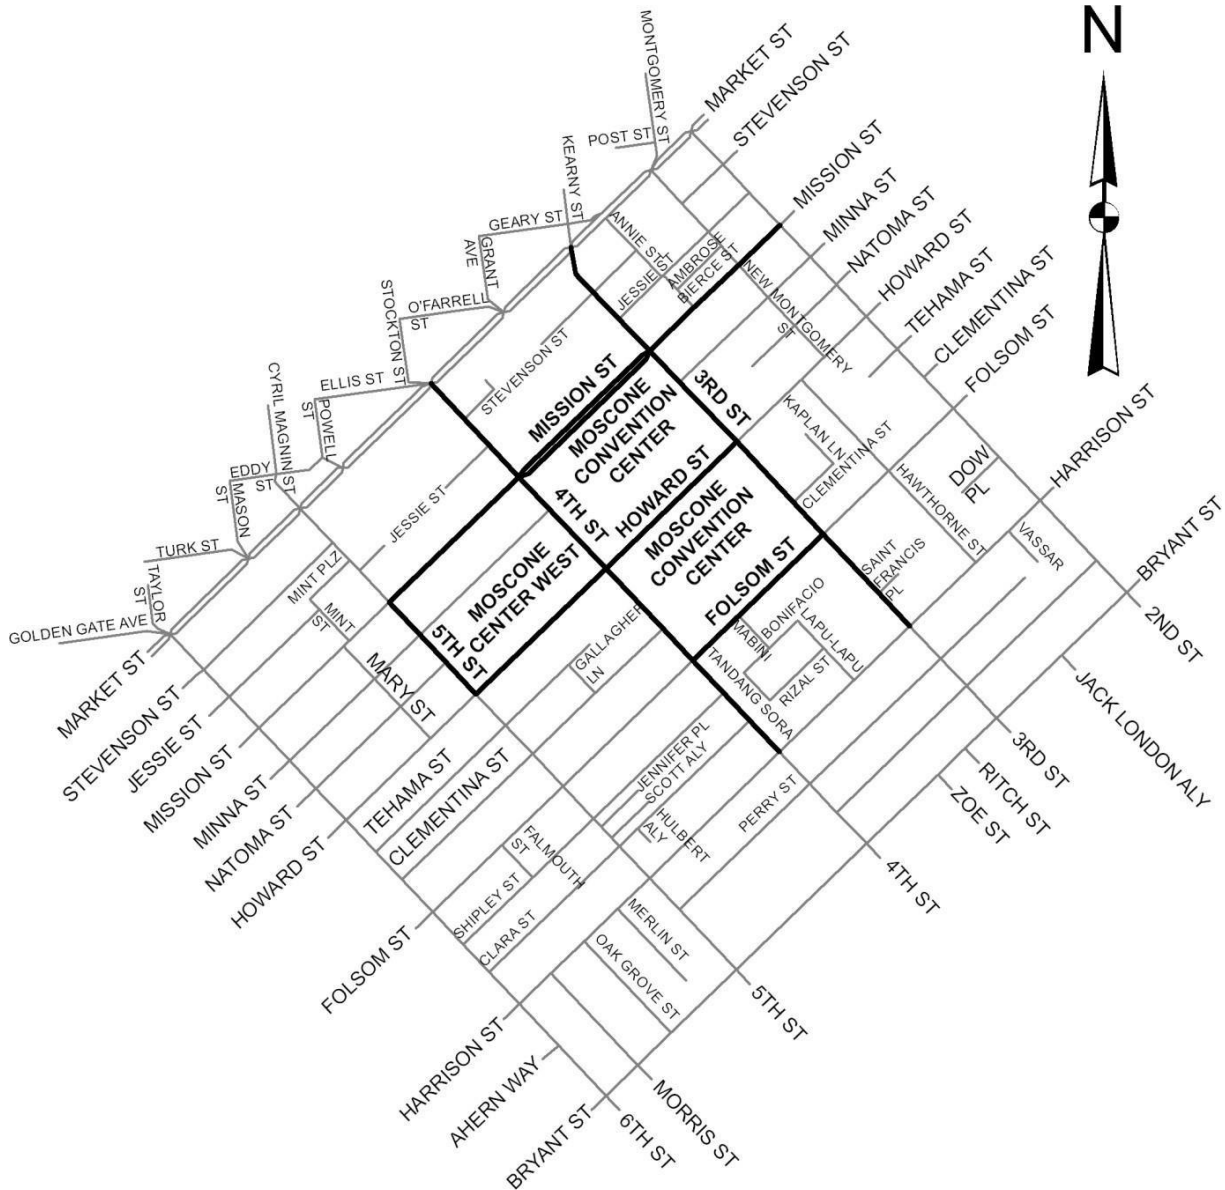 N
MONTGOMERY ST
MARKET ST
STEVENSON ST
POST ST
KEARNY ST
MISSION ST
MINNA ST
NATOMA ST
HOWARD ST
TEHAMA ST
CLEMENTINA ST
FOLSOM ST
HARRISON ST
BRYANT ST
GEARY ST
GRANT
AVE
ANNIE ST
JESSIE ST
AMBROSE
BIERCE ST
NEW MONTGOMERY
ST
STOCKTON ST
O'FARRELL
ST
STEVENSON ST
CYRIL MAGNIN ST
ELLIS ST
POWELL
ST
EDDY
ST
MASON
ST
TURK ST
TAYLOR
ST
GOLDEN GATE AVE
MISSION ST
MOSCONE
CONVENTION
CENTER
3RD ST
KAPLAN LN
CLEMENTINA ST
HAWTHORNE ST
DOW
PL
VASSAR
JESSIE ST
4TH ST
HOWARD ST
MOSCONE
CONVENTION
CENTER
FOLSOM ST
SAINT
FRANCIS
PL
MINT PLZ
MINT
ST
MOSCONE
CENTER WEST
5TH ST
GALLAGHER
LN
MABINI
BONIFACIO
LAPU-LAPU
RIZAL ST
TANDANG SORA
2ND ST
JACK LONDON ALY
3RD ST
RITCH ST
ZOE ST
4TH ST
MARY ST
MARKET ST
STEVENSON ST
JESSIE ST
MISSION ST
MINNA ST
NATOMA ST
HOWARD ST
TEHAMA ST
CLEMENTINA ST
JENNIFER PL
SCOTT ALY
HULBERT
ALY
PERRY ST
FALMOUTH
ST
SHIPLEY ST
CLARA ST
FOLSOM ST
MERLIN ST
OAK GROVE ST
5TH ST
HARRISON ST
AHERN WAY
BRYANT ST
6TH ST
MORRIS ST